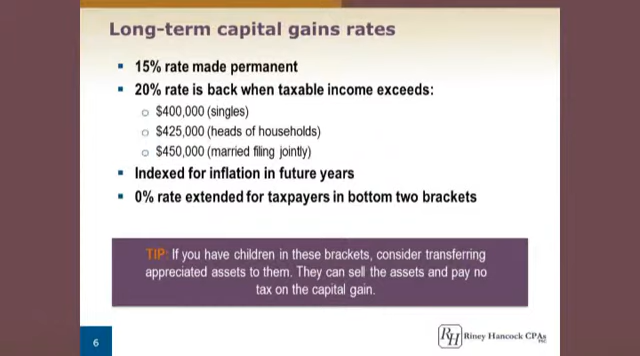 Long-term capital gains rates
15% rate made permanent
20% rate is back when taxable income exceeds:
$400,000 (singles)
$425,000 (heads of households)
$450,000 (married filing jointly)
Indexed for inflation in future years
0% rate extended for taxpayers in bottom two brackets
TIP: If you have children in these brackets, consider transferring
appreciated assets to them. They can sell the assets and pay no
tax on the capital gain.
6
RH Riney Hancock CPAs
PSC